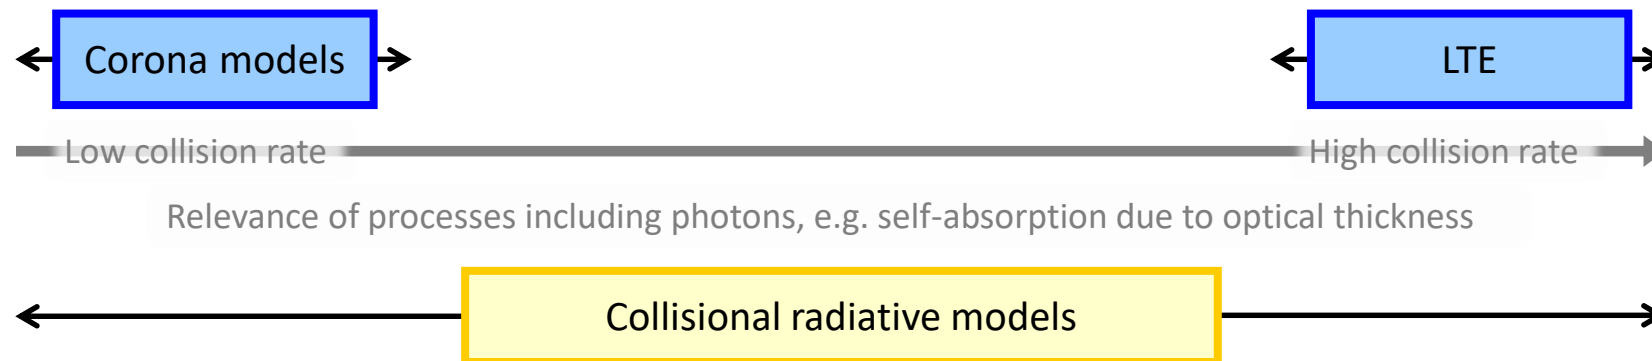 Corona models
LTE
Low collision rate
High collision rate
Relevance of processes including photons, e.g. self-absorption due to optical thickness
Collisional radiative models